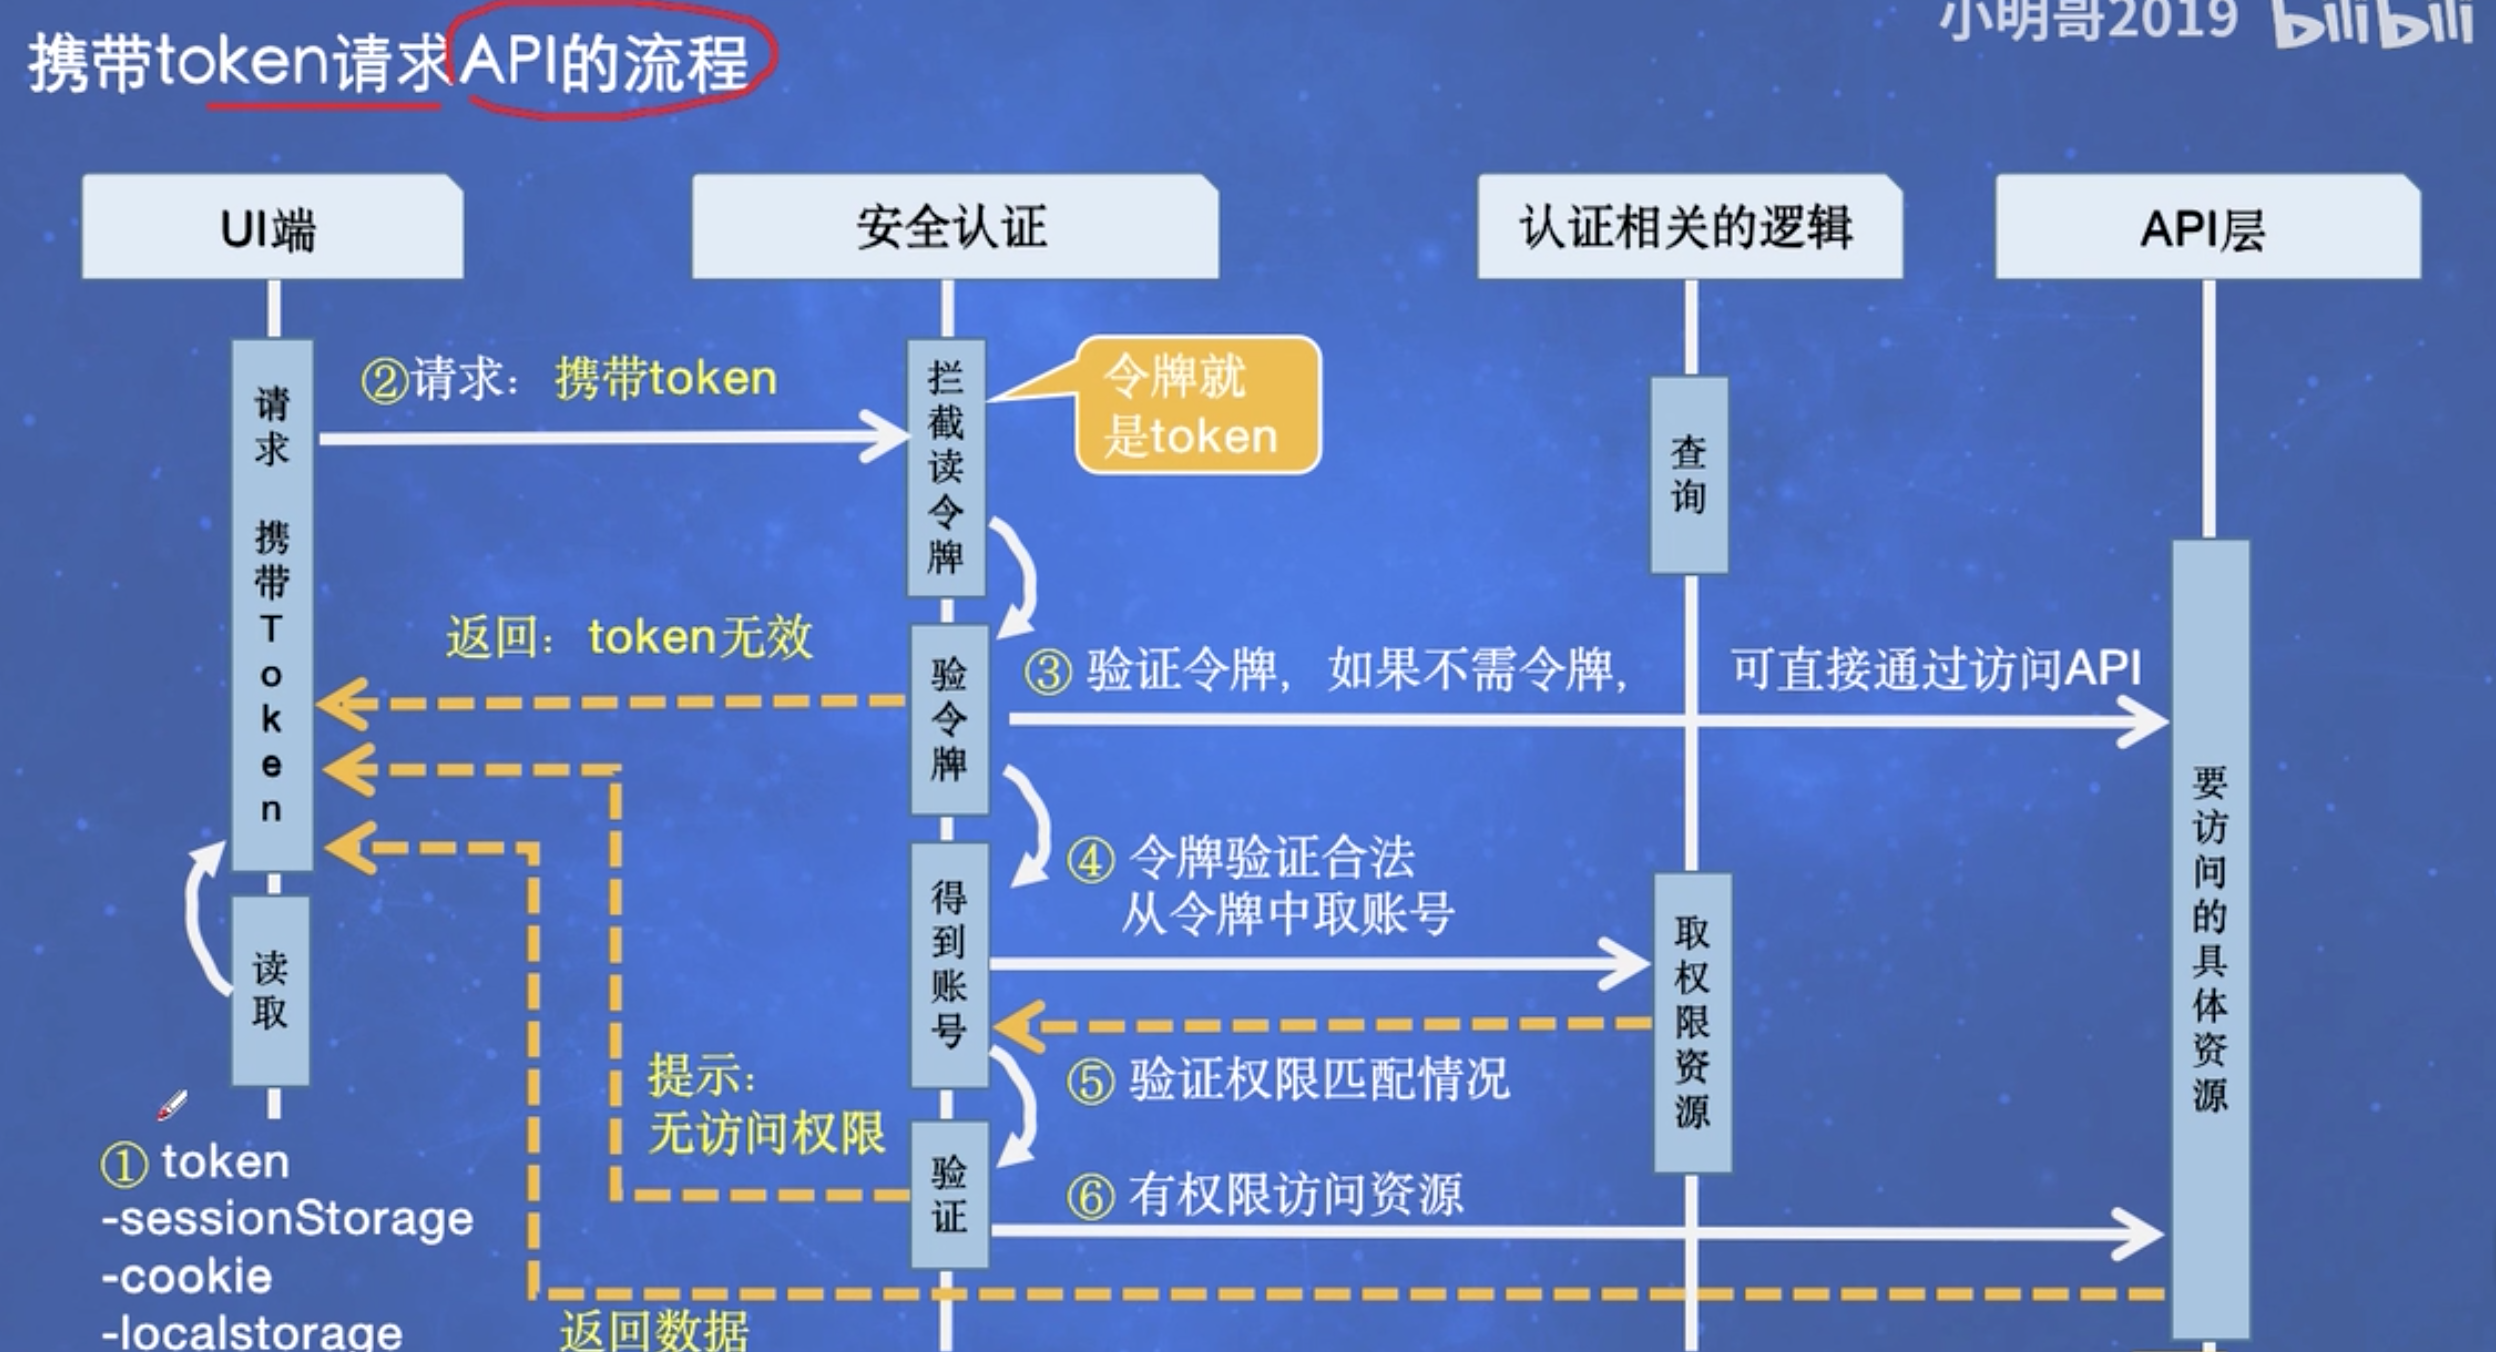 携带token请求API的流程
小明哥2019 bilibili
UI端
安全认证
认证相关的逻辑
API层
②请求：携带token
令牌就
是token
请求 携带Token
拦截读令牌
查询
返回：token无效
验令牌
③ 验证令牌，如果不需令牌，可直接通过访问API
要访问的具体资源
④ 令牌验证合法
从令牌中取账号
得到账号
取权限资源
读取
⑤ 验证权限匹配情况
提示：
无访问权限
验证
⑥ 有权限访问资源
① token
-sessionStorage
-cookie
-localstorage
返回数据